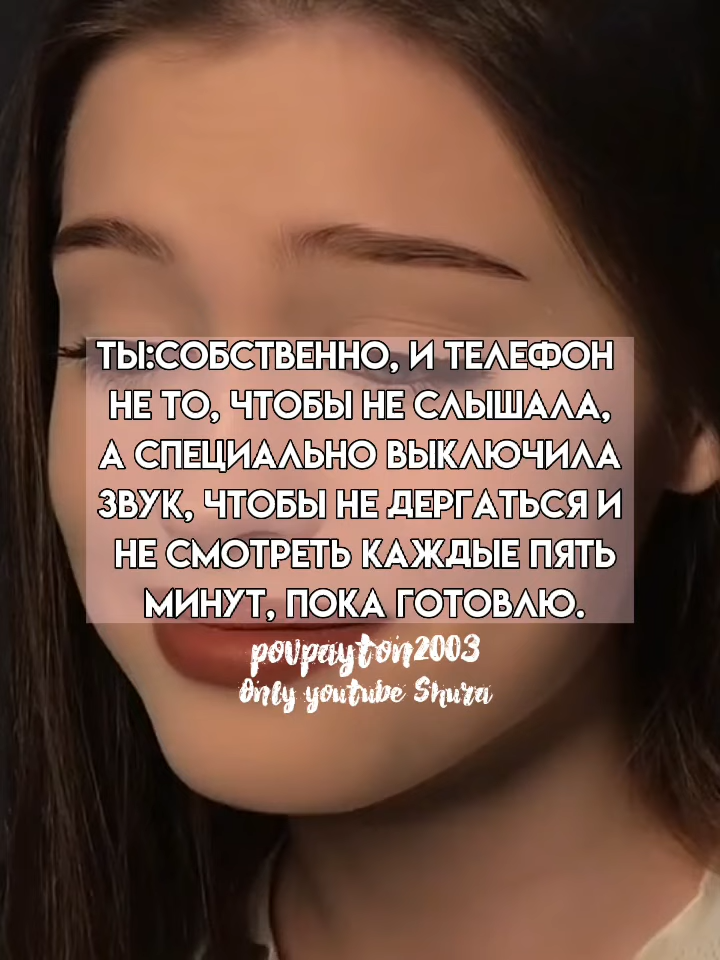 ТЫ:СОБСТВЕННО, И ТЕЛЕФОН
НЕ ТО, ЧТОБЫ НЕ СЛЫШАЛА,
А СПЕЦИАЛЬНО ВЫКЛЮЧИЛА
ЗВУК, ЧТОБЫ НЕ ДЕРГАТЬСЯ И
НЕ СМОТРЕТЬ КАЖДЫЕ ПЯТЬ
МИНУТ, ПОКА ГОТОВЛЮ.
povpayton2003
Only youtube Shura